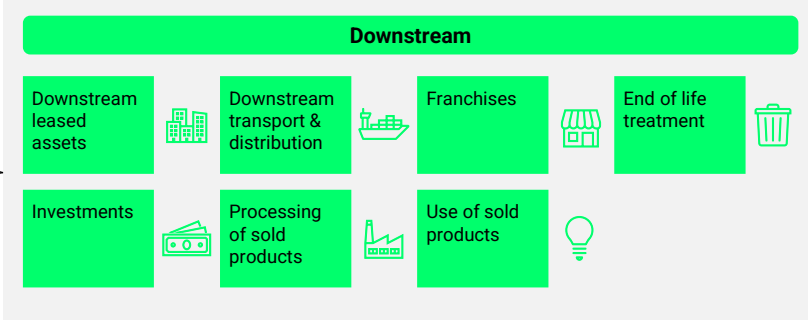 Downstream
Downstream
leased
assets
Downstream
transport &
distribution
Franchises
End of life
treatment
Investments
Processing
of sold
products
Use of sold
products